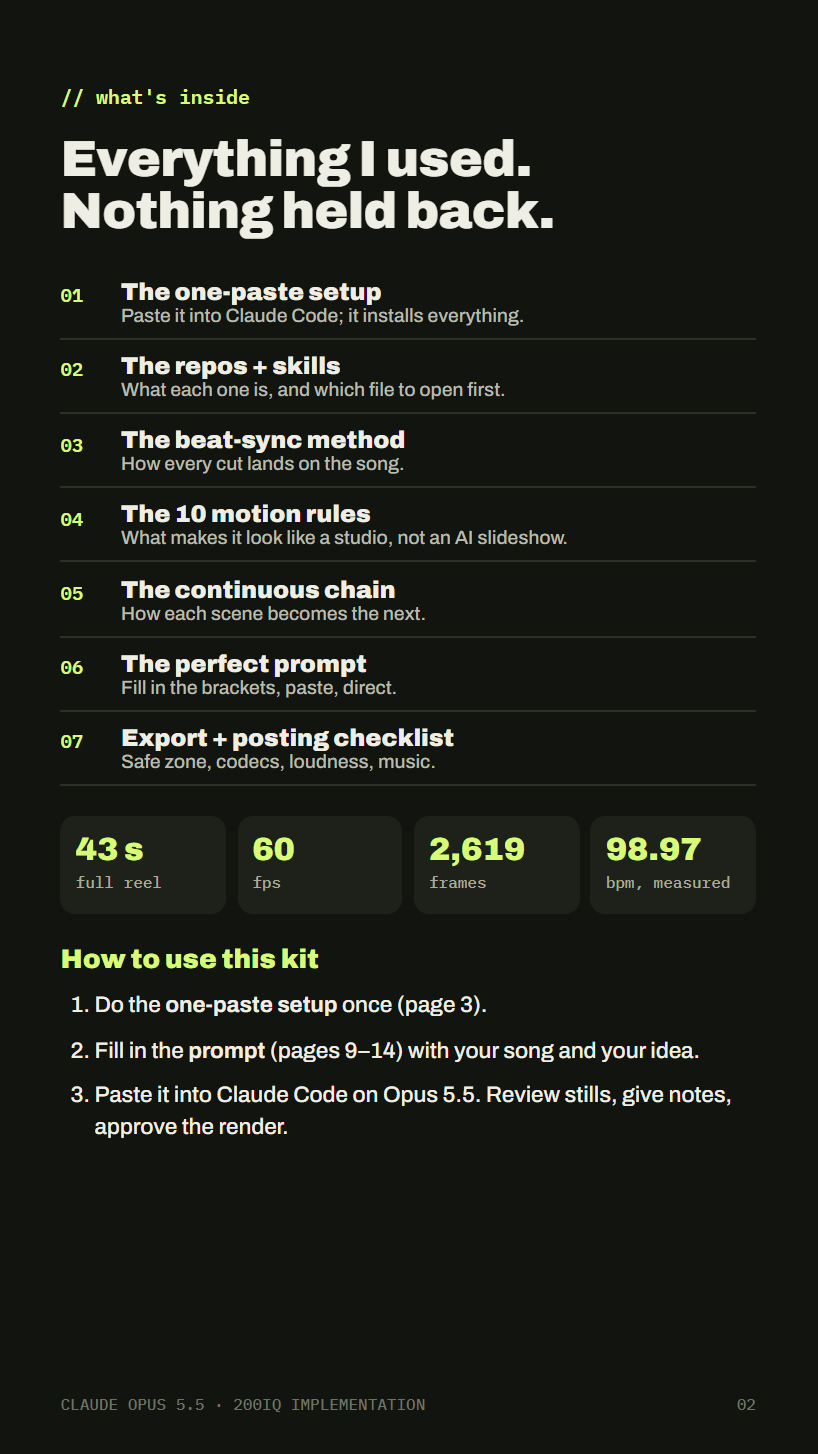 // what's inside
Everything I used.
Nothing held back.
01 The one-paste setup
Paste it into Claude Code; it installs everything.
02 The repos + skills
What each one is, and which file to open first.
03 The beat-sync method
How every cut lands on the song.
04 The 10 motion rules
What makes it look like a studio, not an AI slideshow.
05 The continuous chain
How each scene becomes the next.
06 The perfect prompt
Fill in the brackets, paste, direct.
07 Export + posting checklist
Safe zone, codecs, loudness, music.
43 s 60 2,619 98.97
full reel fps frames bpm, measured
How to use this kit
1. Do the one-paste setup once (page 3).
2. Fill in the prompt (pages 9–14) with your song and your idea.
3. Paste it into Claude Code on Opus 5.5. Review stills, give notes,
approve the render.
CLAUDE OPUS 5.5 · 200IQ IMPLEMENTATION 02